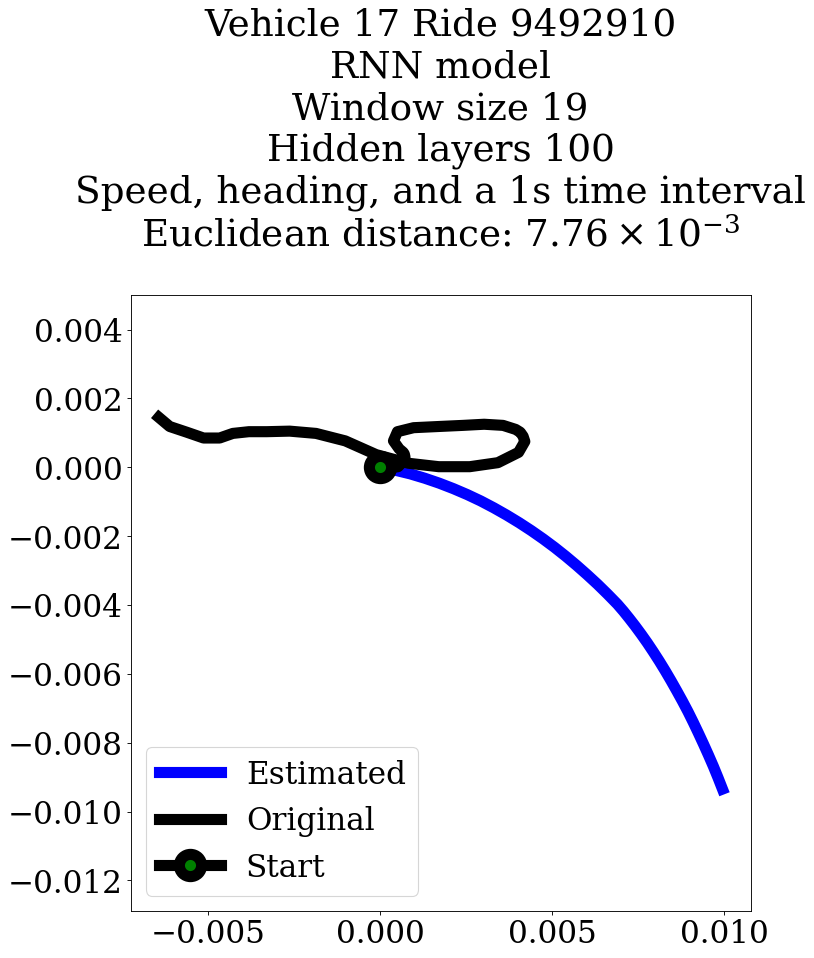 Vehicle 17 Ride 9492910
RNN model
Window size 19
Hidden layers 100
Speed, heading, and a 1s time interval
Euclidean distance: 7.76 × 10⁻³
0.004
0.002
0.000
−0.002
−0.004
−0.006
−0.008
−0.010
−0.012
Estimated
Original
Start
−0.005 0.000 0.005 0.010